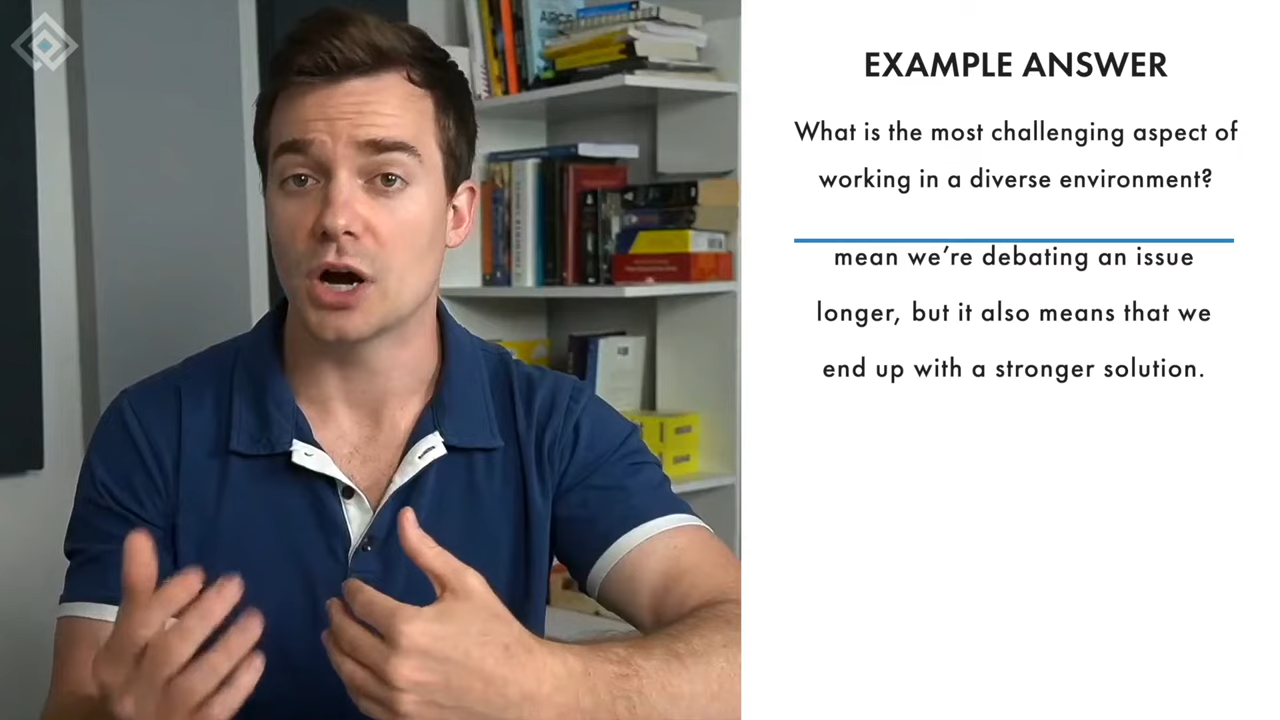 EXAMPLE ANSWER
What is the most challenging aspect of
working in a diverse environment?
mean we're debating an issue
longer, but it also means that we
end up with a stronger solution.